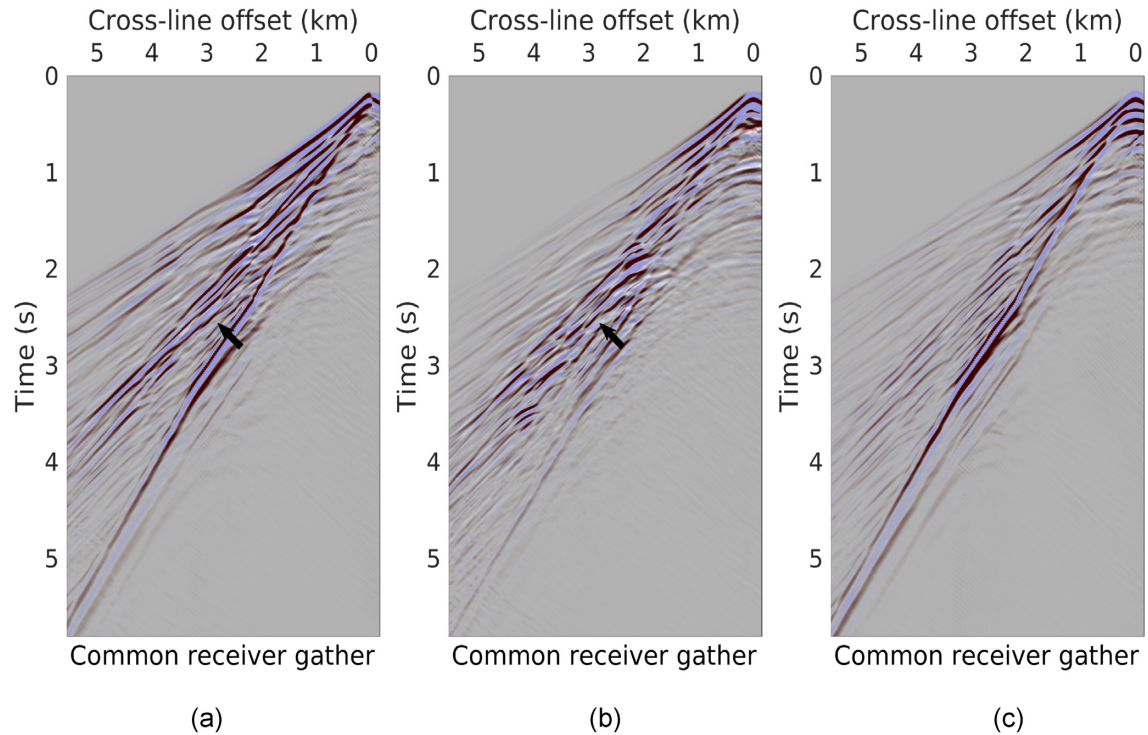 Cross-line offset (km)
5 4 3 2 1 0
0
1
2
3
4
5
Time (s)
Common receiver gather
(a)
Cross-line offset (km)
5 4 3 2 1 0
0
1
2
3
4
5
Time (s)
Common receiver gather
(b)
Cross-line offset (km)
5 4 3 2 1 0
0
1
2
3
4
5
Time (s)
Common receiver gather
(c)